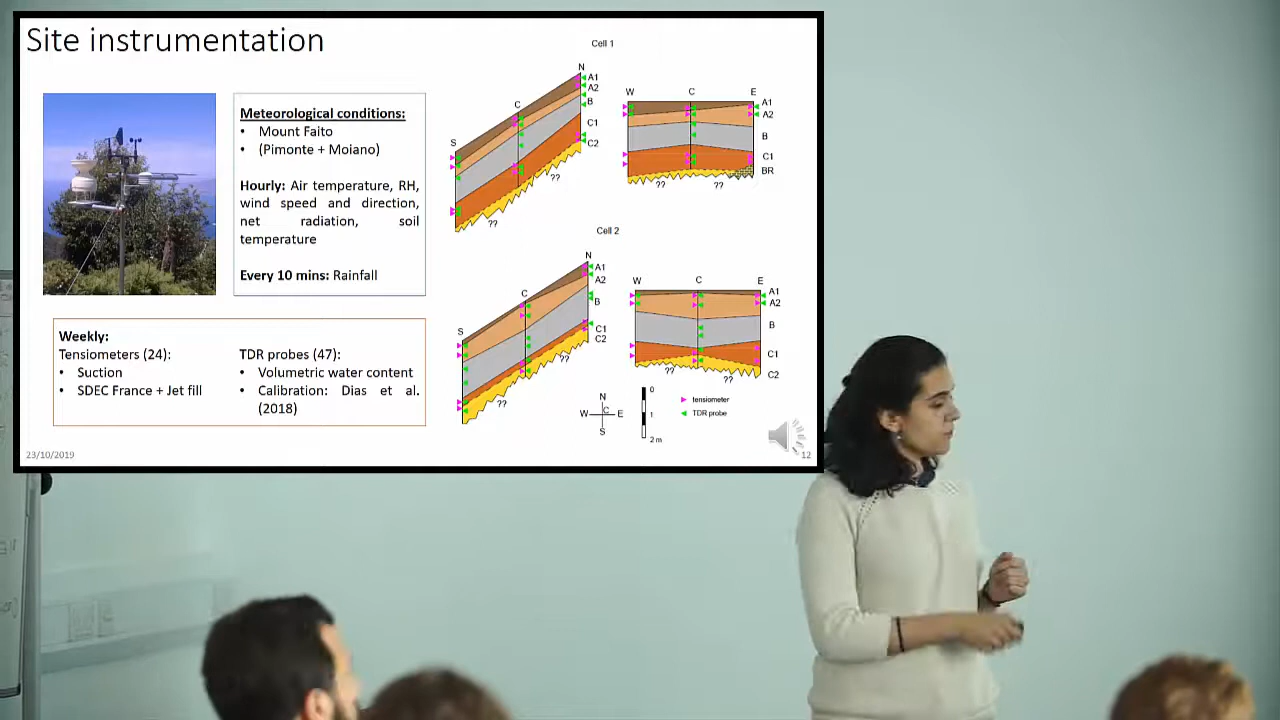 Site instrumentation
Meteorological conditions:
• Mount Faito
• (Pimonte + Moiano)
Hourly: Air temperature, RH,
wind speed and direction,
net radiation, soil
temperature
Every 10 mins: Rainfall
Weekly:
Tensiometers (24):
• Suction
• SDEC France + Jet fill
TDR probes (47):
• Volumetric water content
• Calibration: Dias et al.
(2018)
Cell 1
N
A1
A2
B
C1
C2
C
S
??
??
W C E
A1
A2
B
C1
BR
?? ??
Cell 2
N
A1
A2
B
C1
C2
C
S
??
??
W C E
A1
A2
B
C1
C2
?? ??
N
W C E
S
0
1
2 m
tensiometer
TDR probe
23/10/2019
12